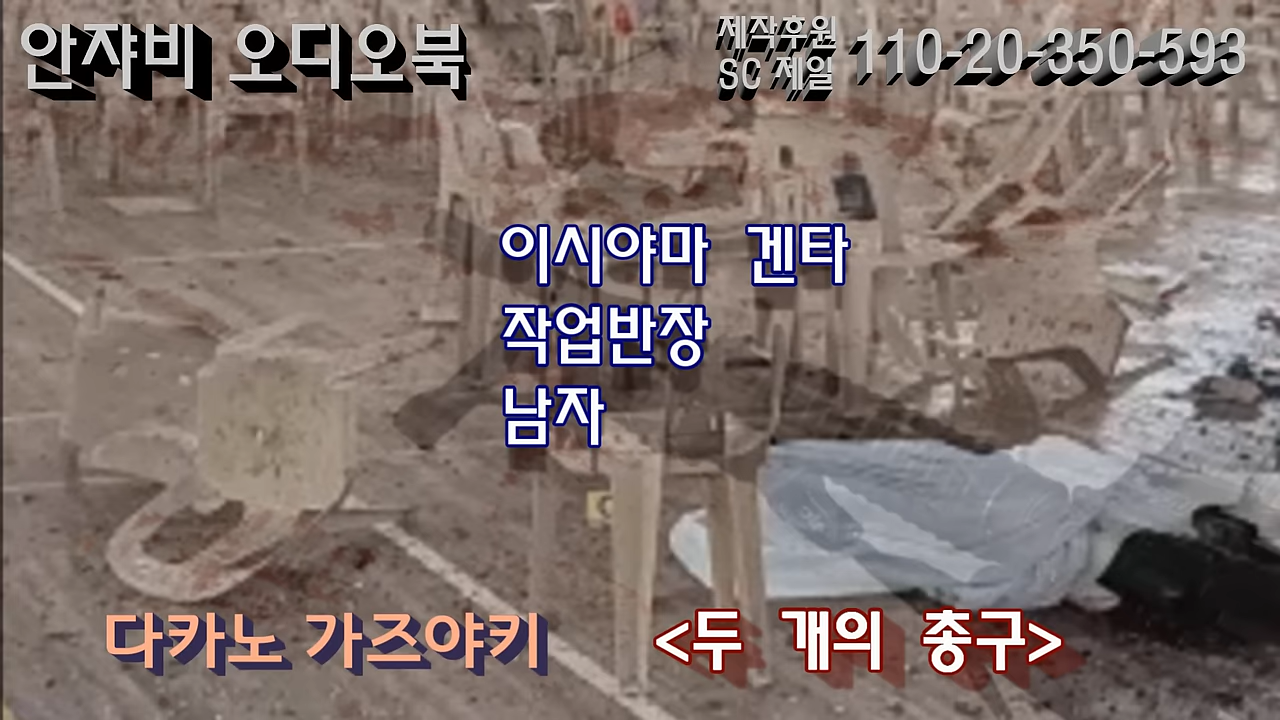 안쟈비 오디오북
제작후원
SC 제일
110-20-350-593
이시야마 겐타
작업반장
남자
다카노 가즈야키
<두 개의 총구>